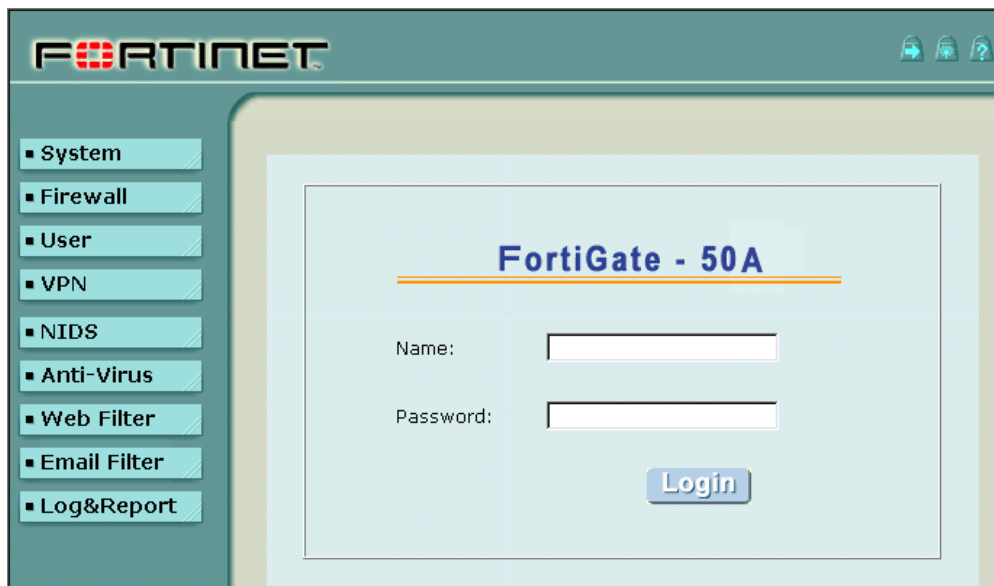 FORTINET
System
Firewall
User
VPN
NIDS
Anti-Virus
Web Filter
Email Filter
Log&Report
FortiGate - 50A
Name:
Password:
Login
?